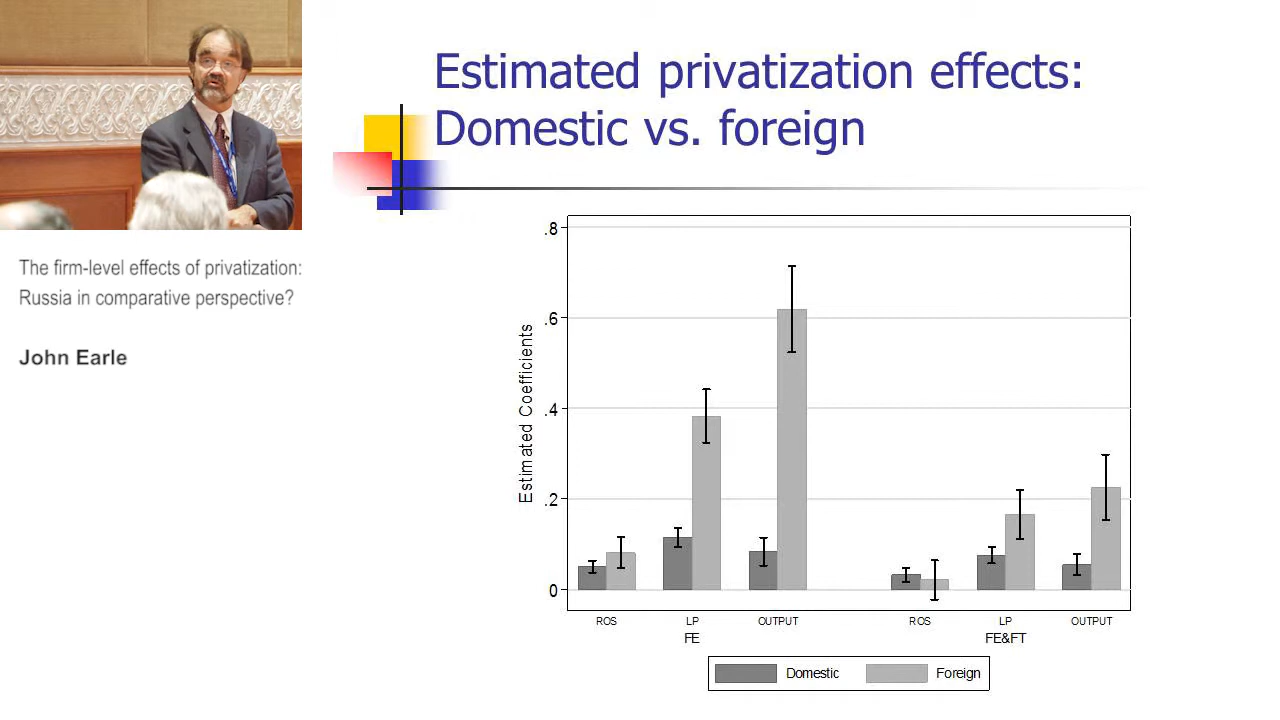 Estimated privatization effects:
Domestic vs. foreign
The firm-level effects of privatization:
Russia in comparative perspective?
John Earle
Estimated Coefficients
.8
.6
.4
.2
0
ROS LP OUTPUT ROS LP OUTPUT
FE FE&FT
Domestic Foreign